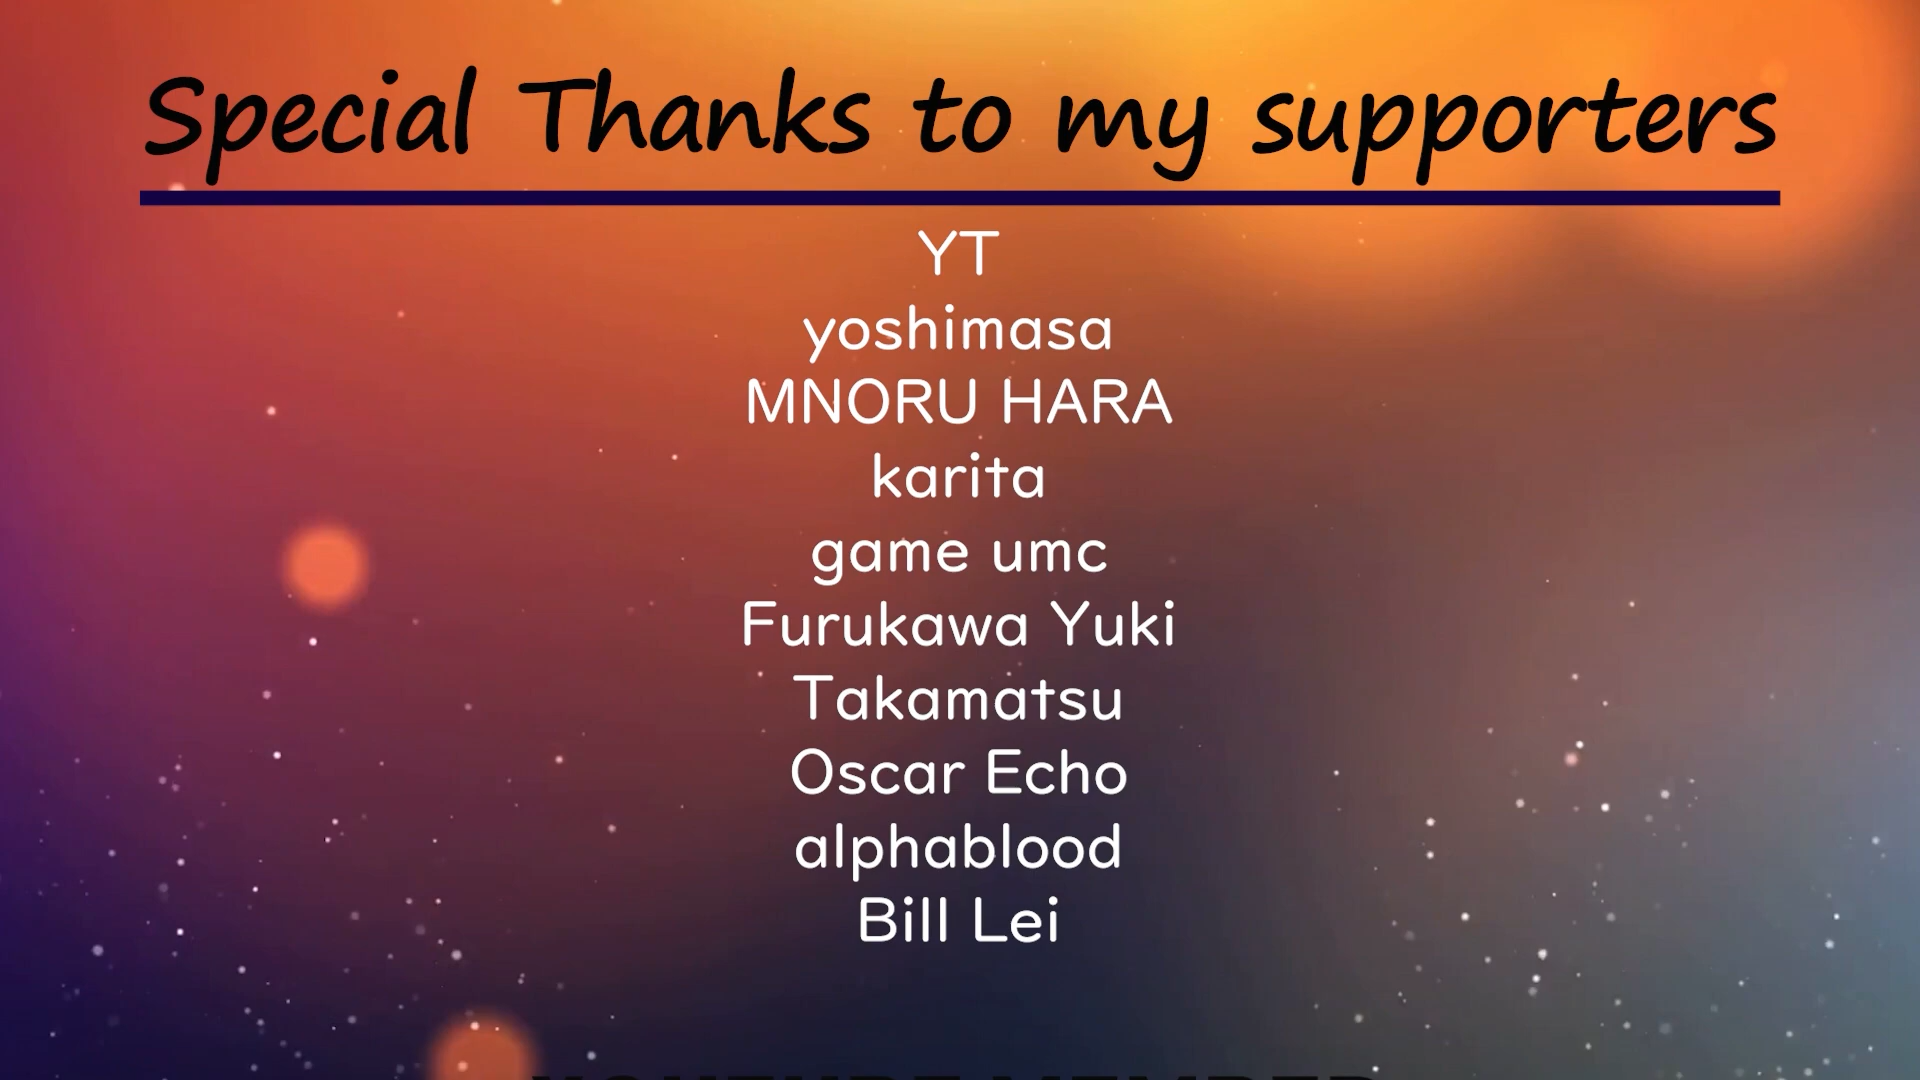 Special Thanks to my supporters
YT
yoshimasa
MNORU HARA
karita
game umc
Furukawa Yuki
Takamatsu
Oscar Echo
alphablood
Bill Lei